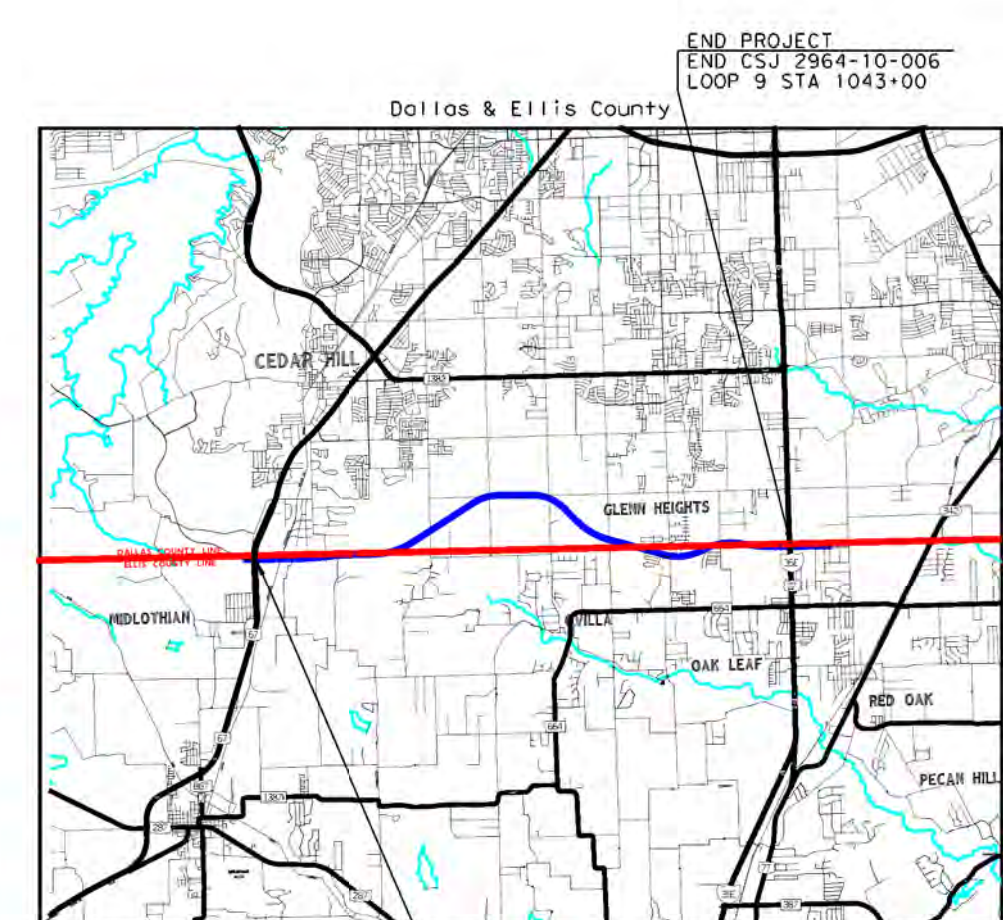 END PROJECT
END CSJ 2964-10-006
LOOP 9 STA 1043+00
Dallas & Ellis County
CEDAR HILL
1382
GLENN HEIGHTS
342
DALLAS COUNTY LINE
ELLIS COUNTY LINE
35E
MIDLOTHIAN
664
VILLA
67
OAK LEAF
RED OAK
664
67
PECAN HILL
667
1387
287
77
287
35E
387